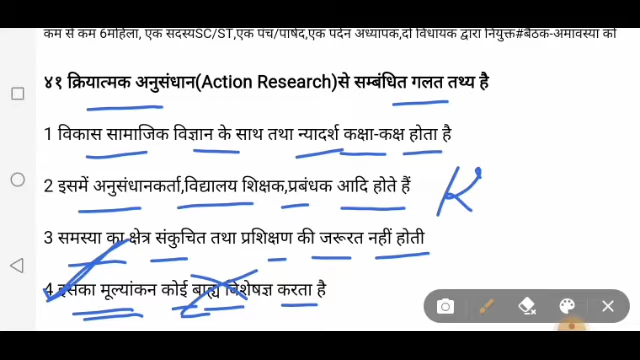 कम से कम 6महिला, एक सदस्यSC/ST,एक पंच/पार्षद,एक पदेन अध्यापक,दो विधायक द्वारा नियुक्त#बैठक-अमावस्या को
४१ क्रियात्मक अनुसंधान(Action Research)से सम्बंधित गलत तथ्य है
1 विकास सामाजिक विज्ञान के साथ तथा न्यादर्श कक्षा-कक्ष होता है
2 इसमें अनुसंधानकर्ता,विद्यालय शिक्षक,प्रबंधक आदि होते हैं
3 समस्या का क्षेत्र संकुचित तथा प्रशिक्षण की जरूरत नहीं होती
4 इसका मूल्यांकन कोई बाह्य विशेषज्ञ करता है